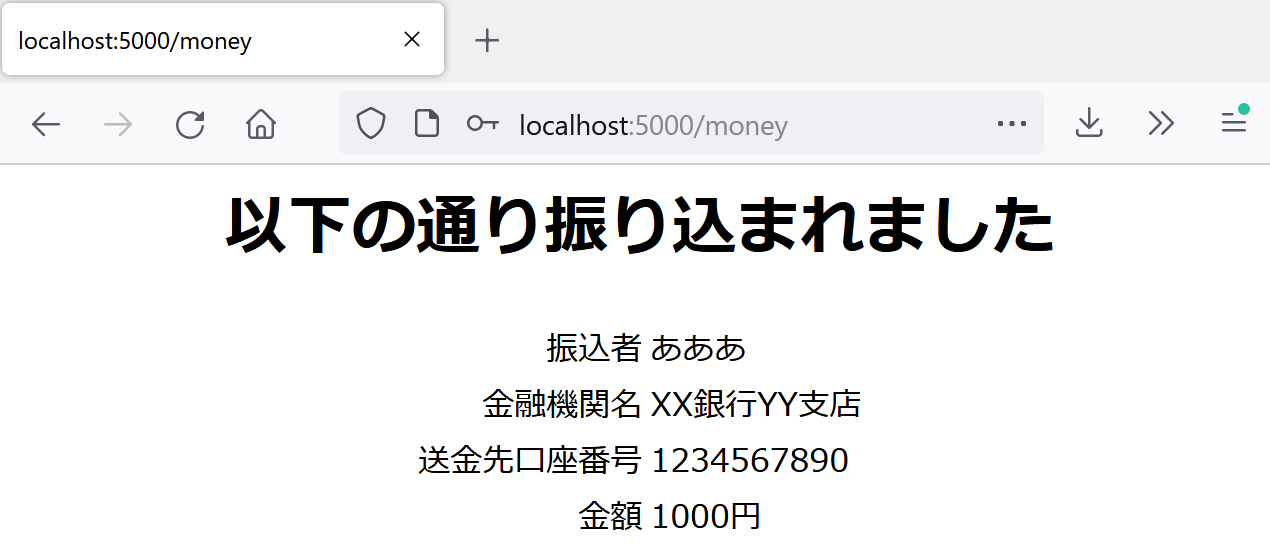 localhost:5000/money
localhost:5000/money
以下の通り振り込まれました
振込者 あああ
金融機関名 XX銀行YY支店
送金先口座番号 1234567890
金額 1000円